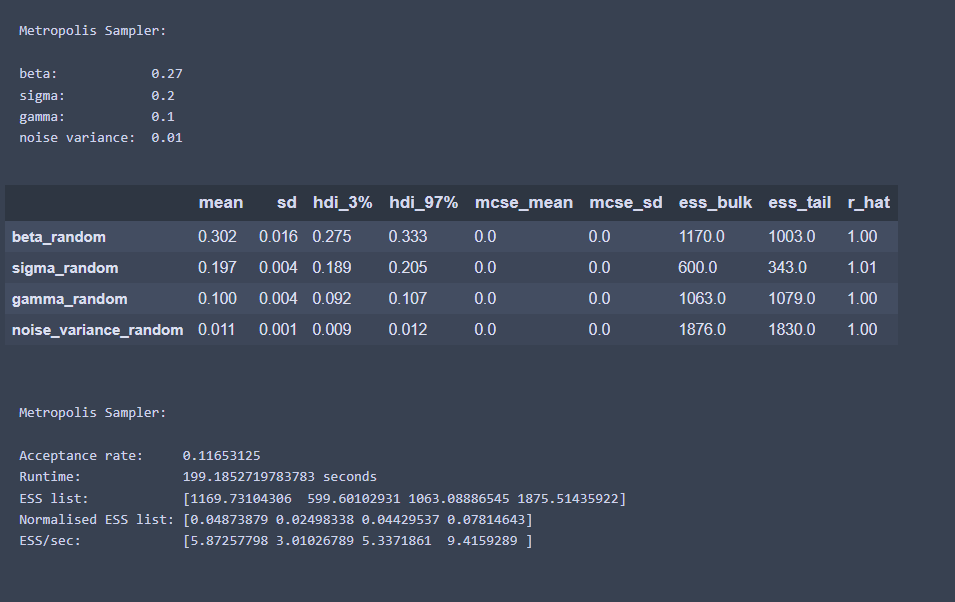 Metropolis Sampler:
beta: 0.27
sigma: 0.2
gamma: 0.1
noise variance: 0.01
mean sd hdi_3% hdi_97% mcse_mean mcse_sd ess_bulk ess_tail r_hat
beta_random 0.302 0.016 0.275 0.333 0.0 0.0 1170.0 1003.0 1.00
sigma_random 0.197 0.004 0.189 0.205 0.0 0.0 600.0 343.0 1.01
gamma_random 0.100 0.004 0.092 0.107 0.0 0.0 1063.0 1079.0 1.00
noise_variance_random 0.011 0.001 0.009 0.012 0.0 0.0 1876.0 1830.0 1.00
Metropolis Sampler:
Acceptance rate: 0.11653125
Runtime: 199.1852719783783 seconds
ESS list: [1169.73104306 599.60102931 1063.08886545 1875.51435922]
Normalised ESS list: [0.04873879 0.02498338 0.04429537 0.07814643]
ESS/sec: [5.87257798 3.01026789 5.3371861 9.4159289 ]